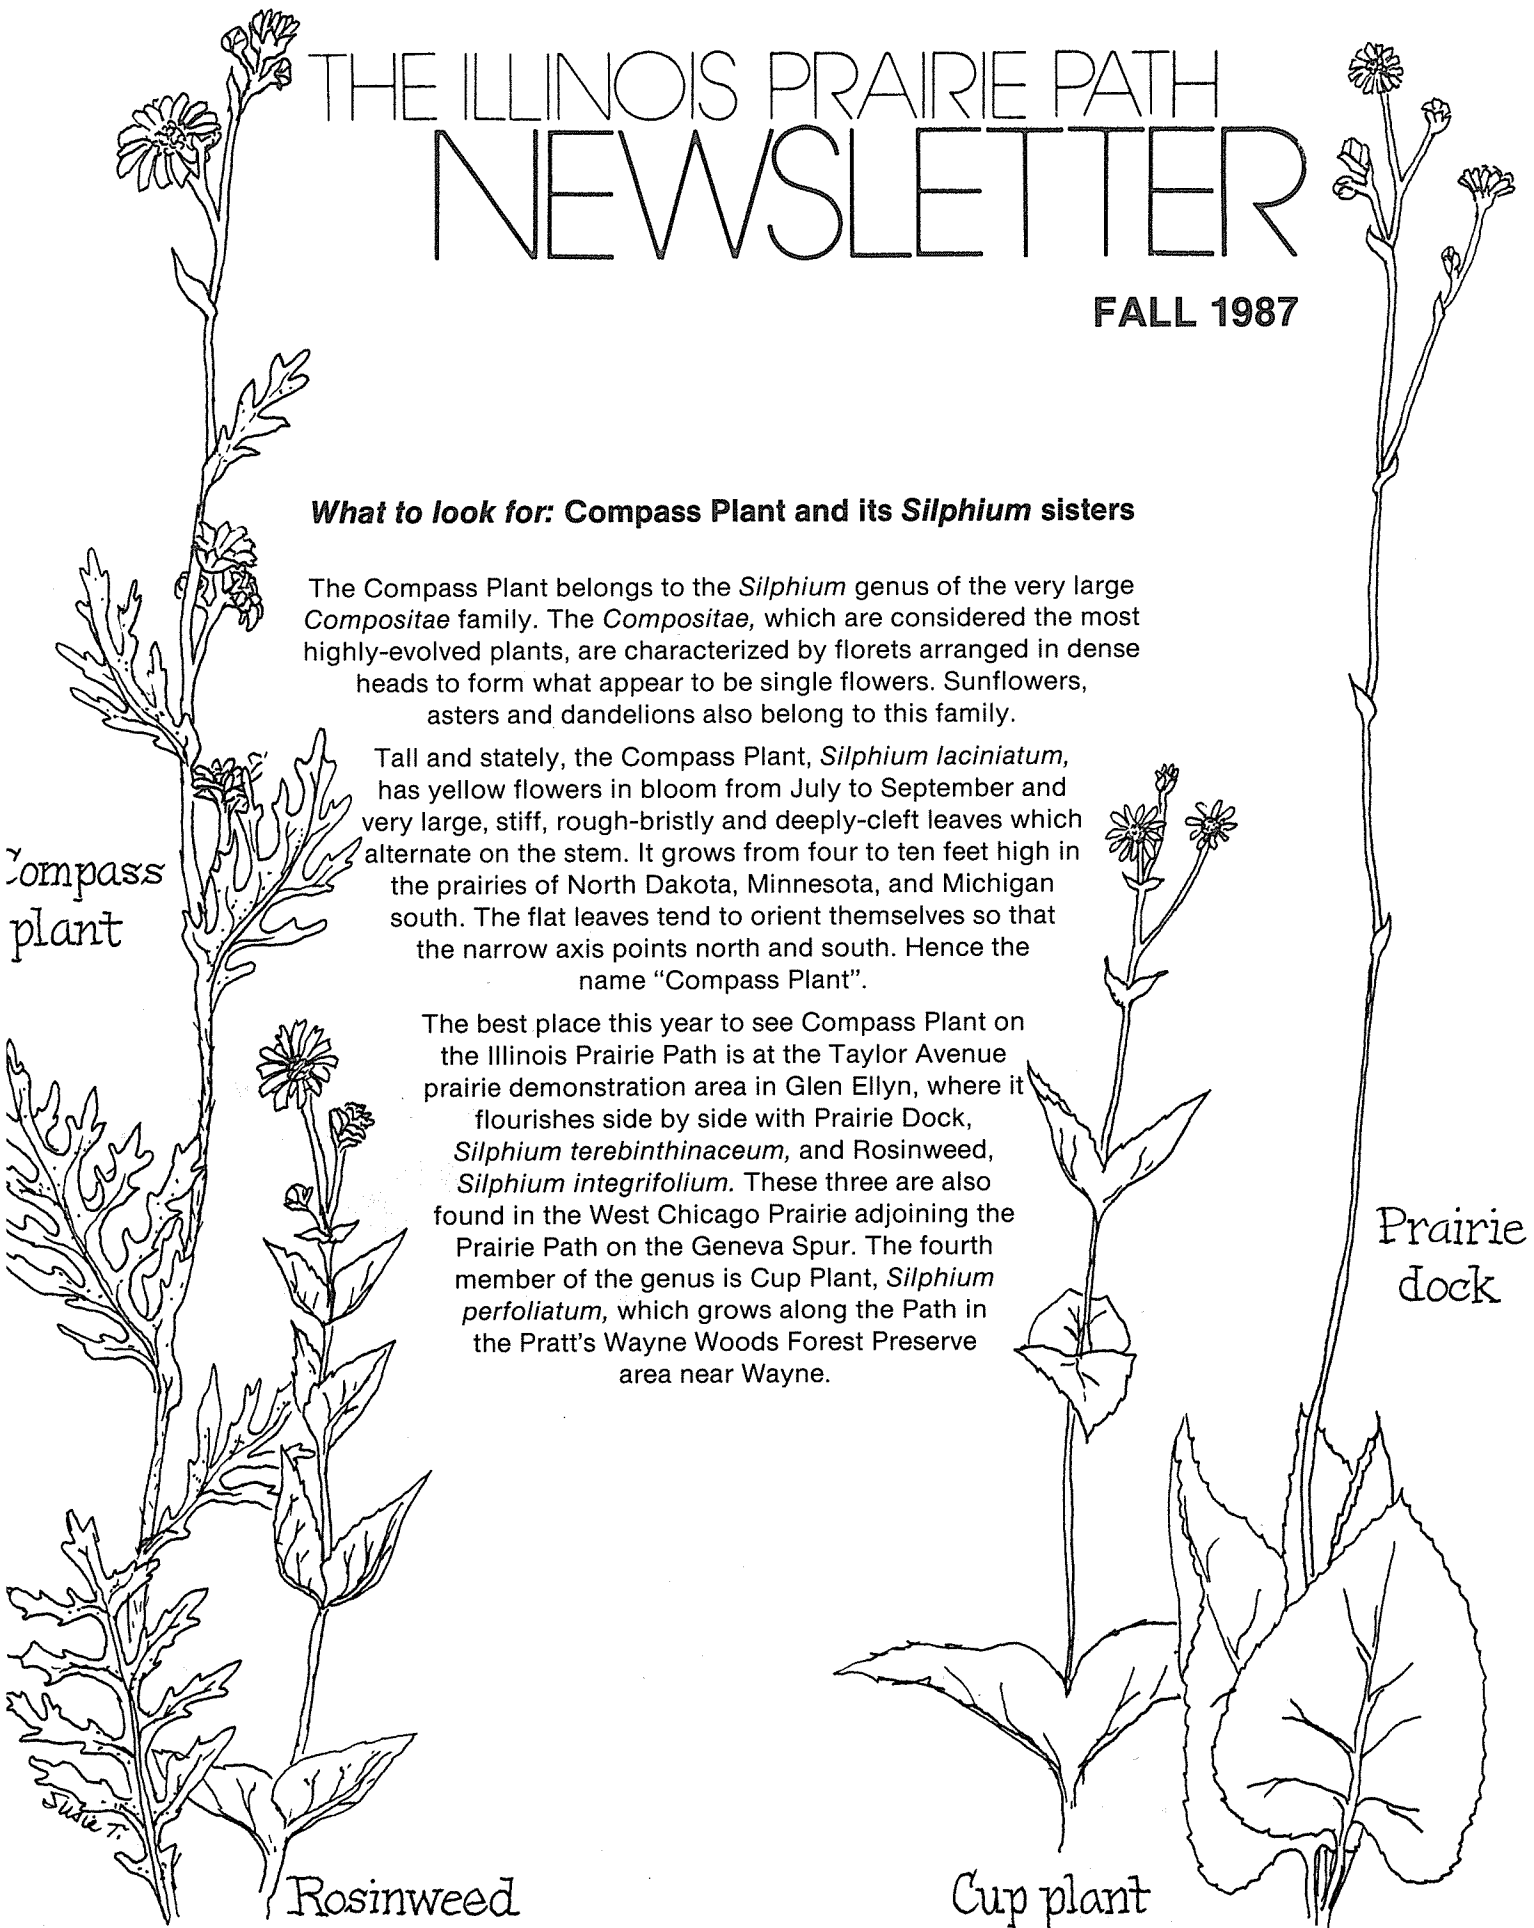 THE ILLINOIS PRAIRIE PATH
NEWSLETTER
FALL 1987
What to look for: Compass Plant and its Silphium sisters
The Compass Plant belongs to the Silphium genus of the very large
Compositae family. The Compositae, which are considered the most
highly-evolved plants, are characterized by florets arranged in dense
heads to form what appear to be single flowers. Sunflowers,
asters and dandelions also belong to this family.
Tall and stately, the Compass Plant, Silphium laciniatum,
has yellow flowers in bloom from July to September and
very large, stiff, rough-bristly and deeply-cleft leaves which
alternate on the stem. It grows from four to ten feet high in
the prairies of North Dakota, Minnesota, and Michigan
south. The flat leaves tend to orient themselves so that
the narrow axis points north and south. Hence the
name “Compass Plant”.
The best place this year to see Compass Plant on
the Illinois Prairie Path is at the Taylor Avenue
prairie demonstration area in Glen Ellyn, where it
flourishes side by side with Prairie Dock,
Silphium terebinthinaceum, and Rosinweed,
Silphium integrifolium. These three are also
found in the West Chicago Prairie adjoining the
Prairie Path on the Geneva Spur. The fourth
member of the genus is Cup Plant, Silphium
perfoliatum, which grows along the Path in
the Pratt’s Wayne Woods Forest Preserve
area near Wayne.
Compass
plant
Prairie
dock
Susie T.
Rosinweed
Cup plant